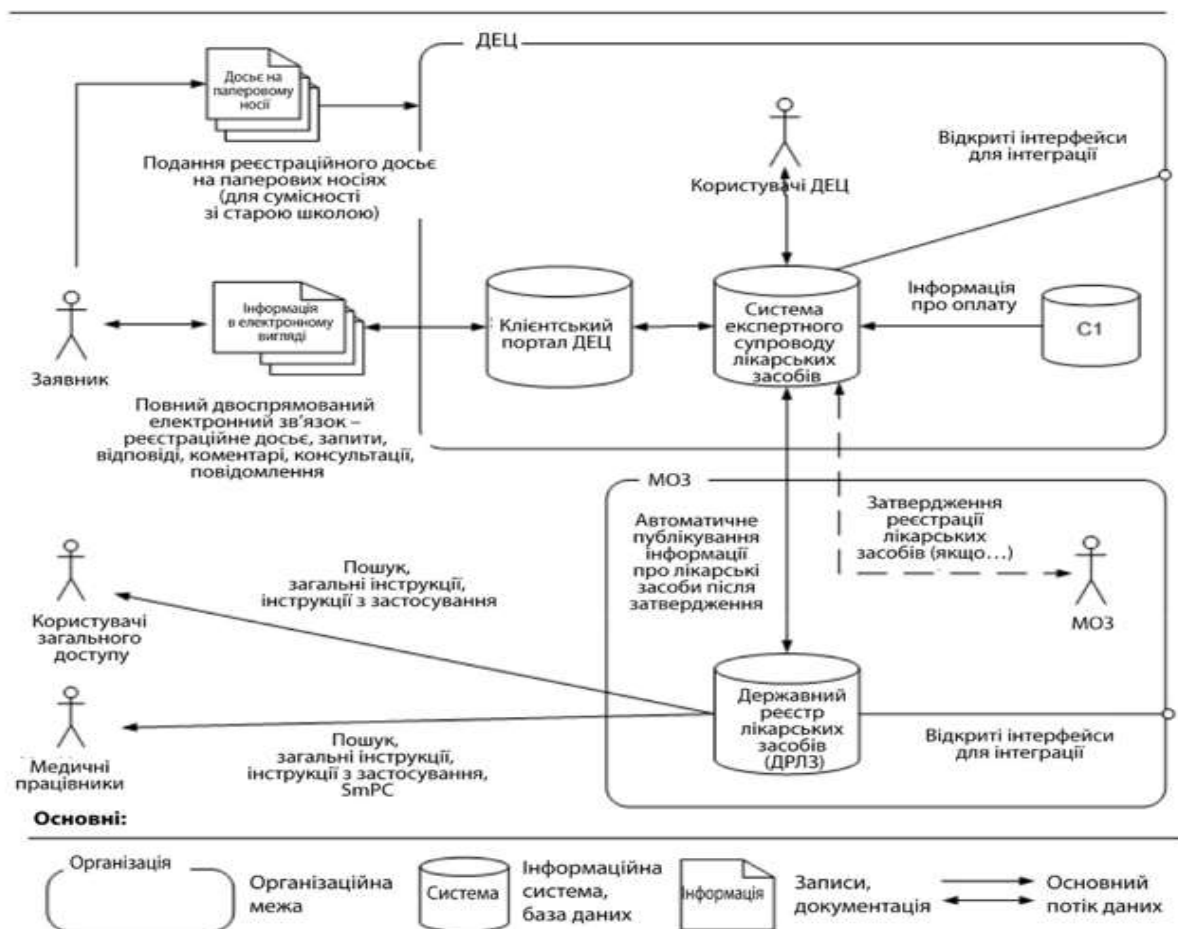 ДЕЦ
Досьє на
паперовому
носії
Подання реєстраційного досьє
на паперових носіях
(для сумісності
зі старою школою)
Користувачі ДЕЦ
Відкриті інтерфейси
для інтеграції
Заявник
Інформація
в електронному
вигляді
Повний двоспрямований
електронний зв’язок –
реєстраційне досьє, запити,
відповіді, коментарі, консультації,
повідомлення
Клієнтський
портал ДЕЦ
Система
експертного
супроводу
лікарських
засобів
Інформація
про оплату
С1
МОЗ
Автоматичне
публікування
інформації
про лікарські
засоби після
затвердження
Затвердження
реєстрації
лікарських
засобів (якщо…)
МОЗ
Користувачі
загального
доступу
Пошук,
загальні інструкції,
інструкції з застосування
Медичні
працівники
Пошук,
загальні інструкції,
інструкції з застосування,
SmPC
Державний
реєстр
лікарських
засобів
(ДРЛЗ)
Відкриті інтерфейси
для інтеграції
Основні:
Організація
Організаційна
межа
Система
Інформаційна
система,
база даних
Інформація
Записи,
документація
Основний
потік даних